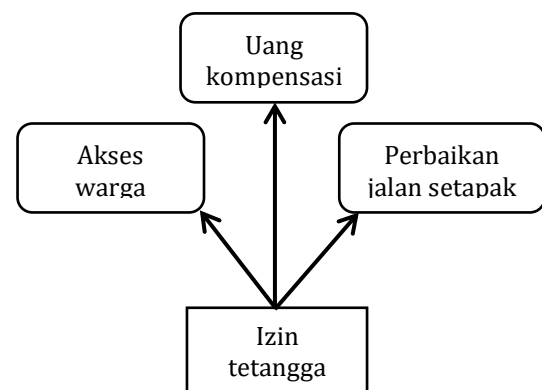 Uang
kompensasi
Akses
warga
Perbaikan
jalan setapak
Izin
tetangga